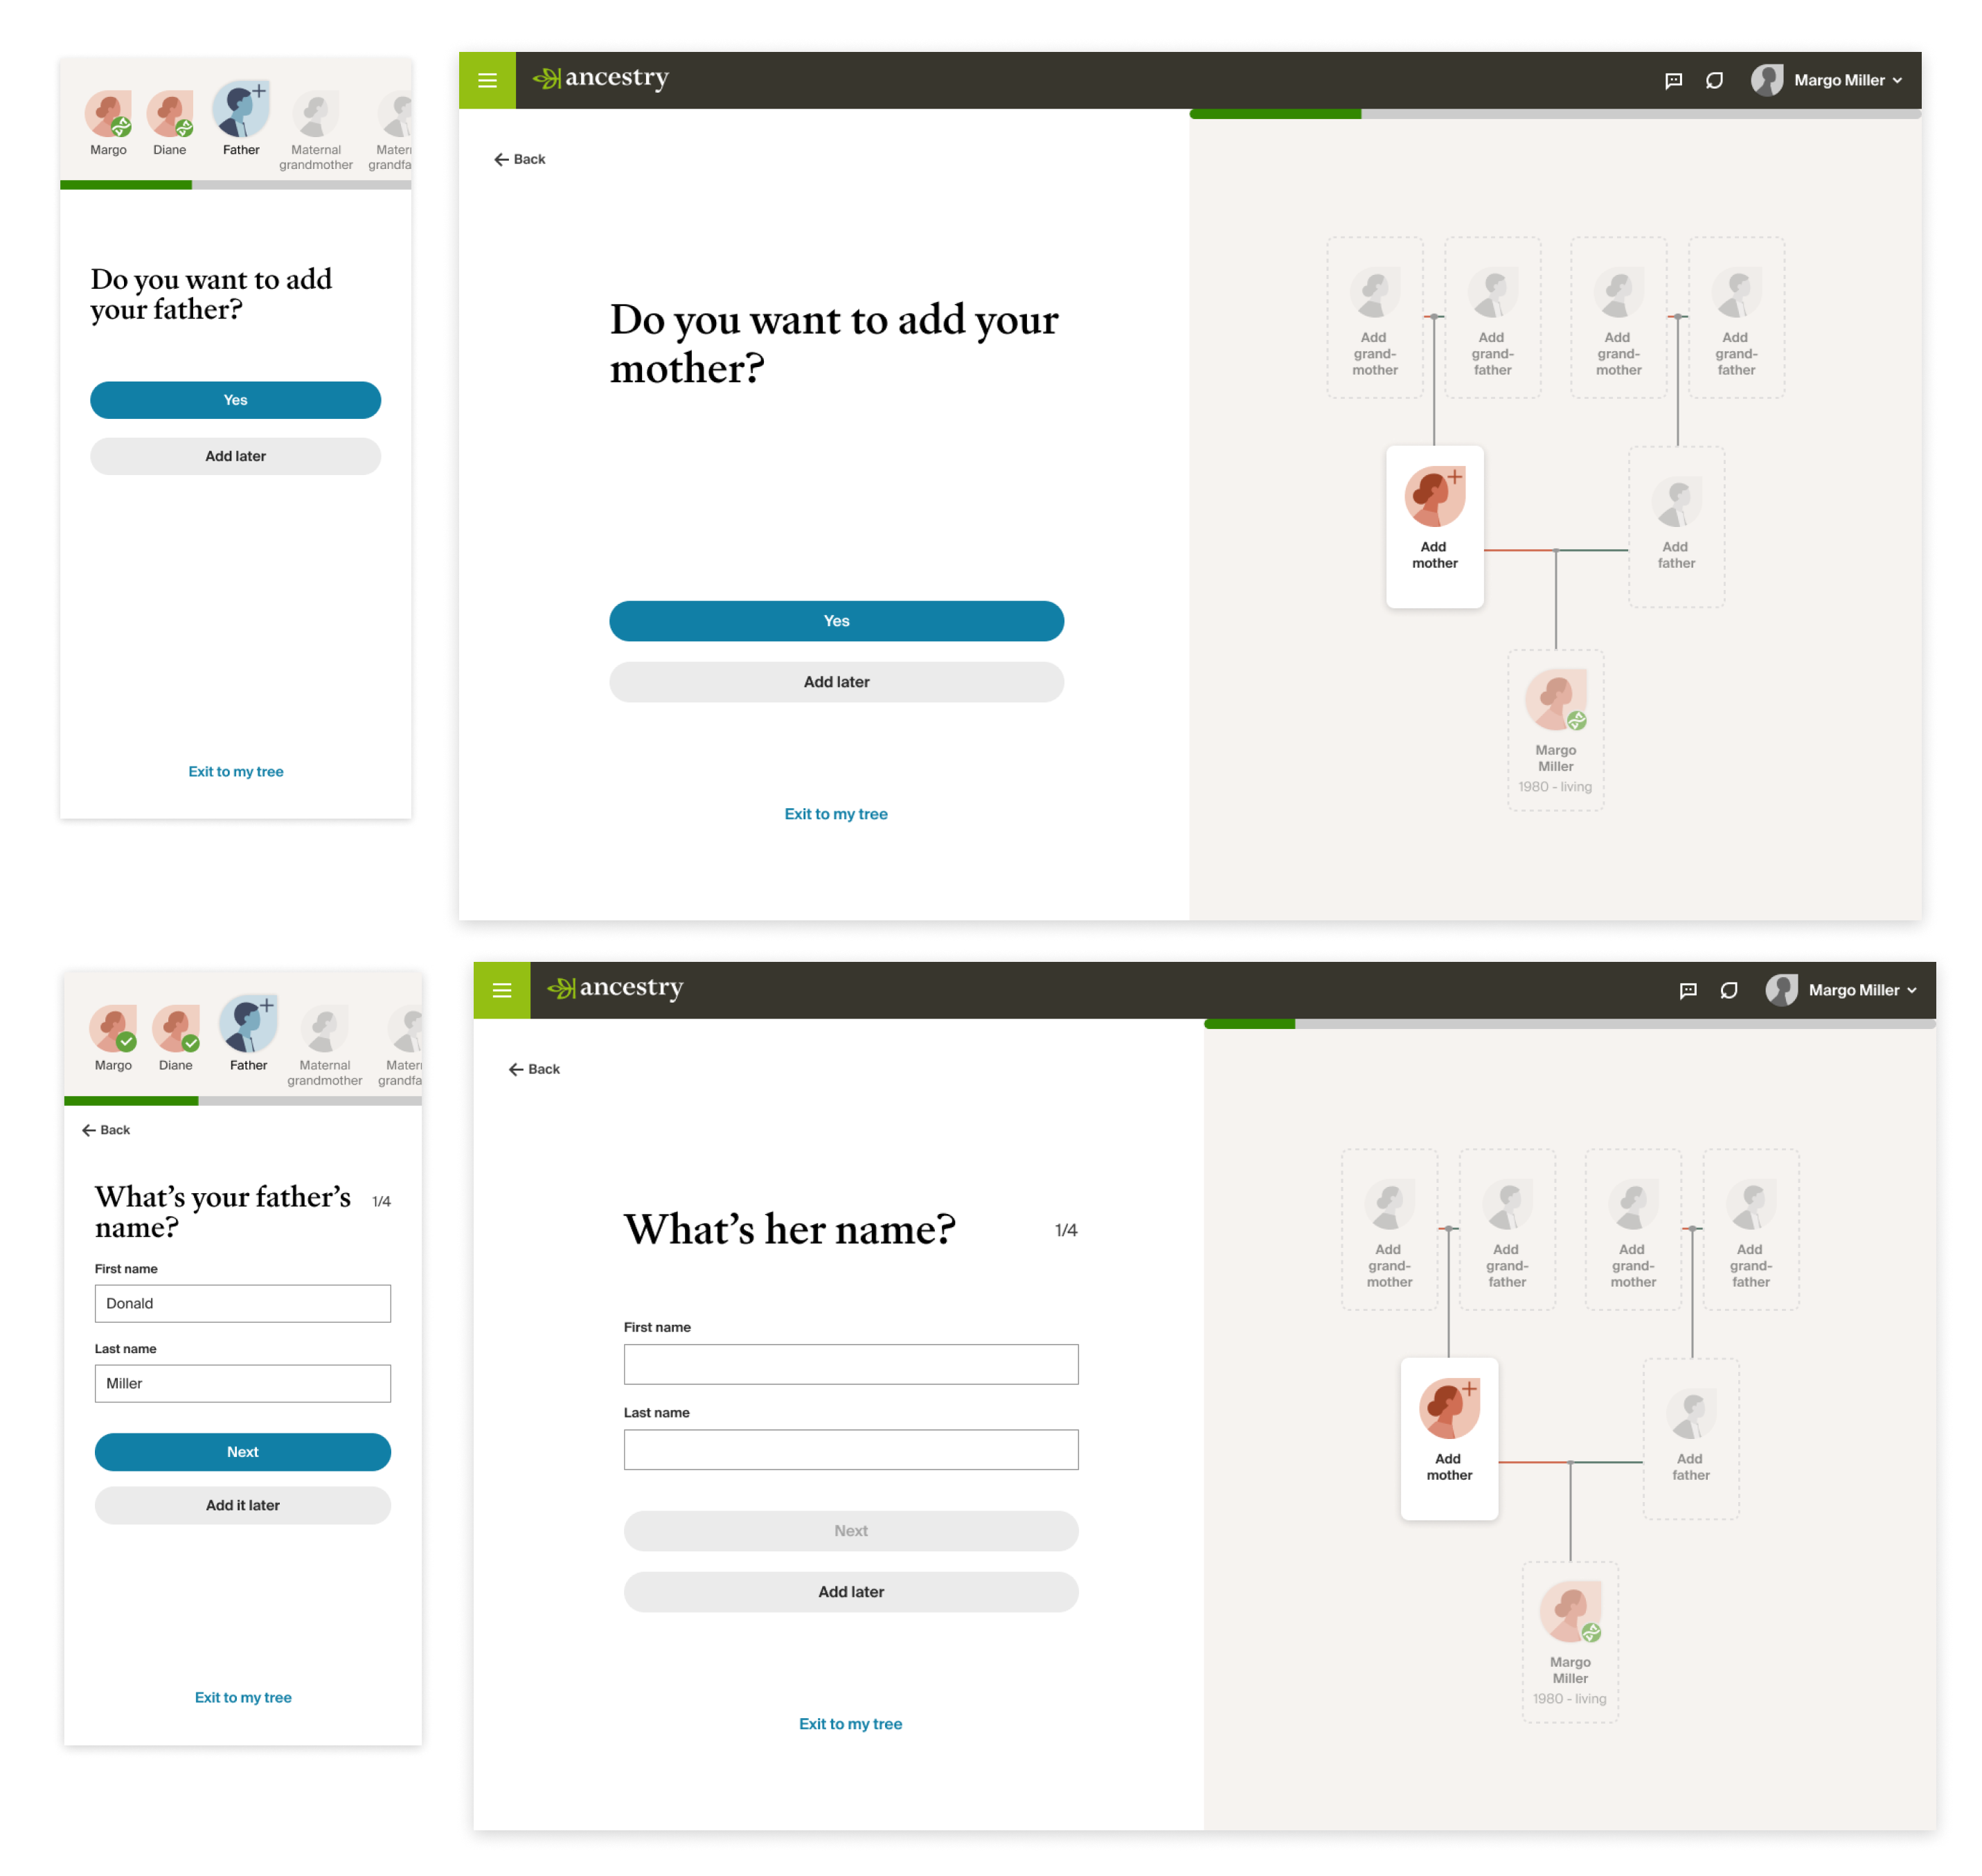 Margo
Diane
Father
Maternal
grandmother
Mater
grandfa
Do you want to add
your father?
Yes
Add later
Exit to my tree
ancestry
Margo Miller
Back
Do you want to add your
mother?
Yes
Add later
Exit to my tree
Add
grand-
mother
Add
grand-
father
Add
grand-
mother
Add
grand-
father
Add
mother
Add
father
Margo
Miller
1980 - living
Margo
Diane
Father
Maternal
grandmother
Mater
grandfa
Back
What's your father's
name?
1/4
First name
Donald
Last name
Miller
Next
Add it later
Exit to my tree
ancestry
Margo Miller
Back
What's her name?
1/4
First name
Last name
Next
Add later
Exit to my tree
Add
grand-
mother
Add
grand-
father
Add
grand-
mother
Add
grand-
father
Add
mother
Add
father
Margo
Miller
1980 - living